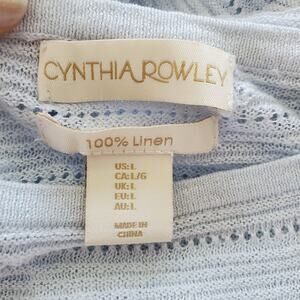 CYNTHIA ROWLEY
100% Linen
US: L
CA: L/G
UK: L
EU: L
AU: L
MADE IN
CHINA